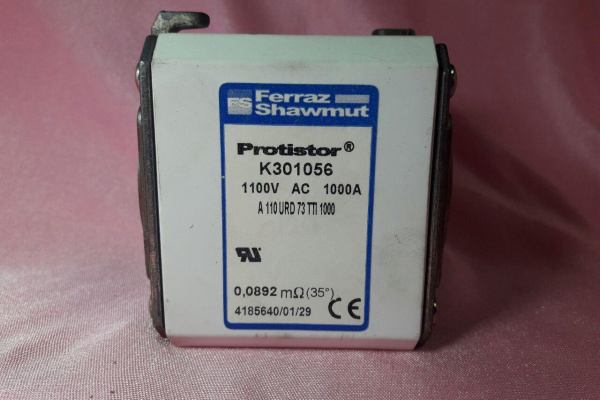 FS Ferraz
Shawmut
Protistor®
K301056
1100V AC 1000A
A 110 URD 73 TTI 1000
0,0892 mΩ (35°)
4185640/01/29
CE